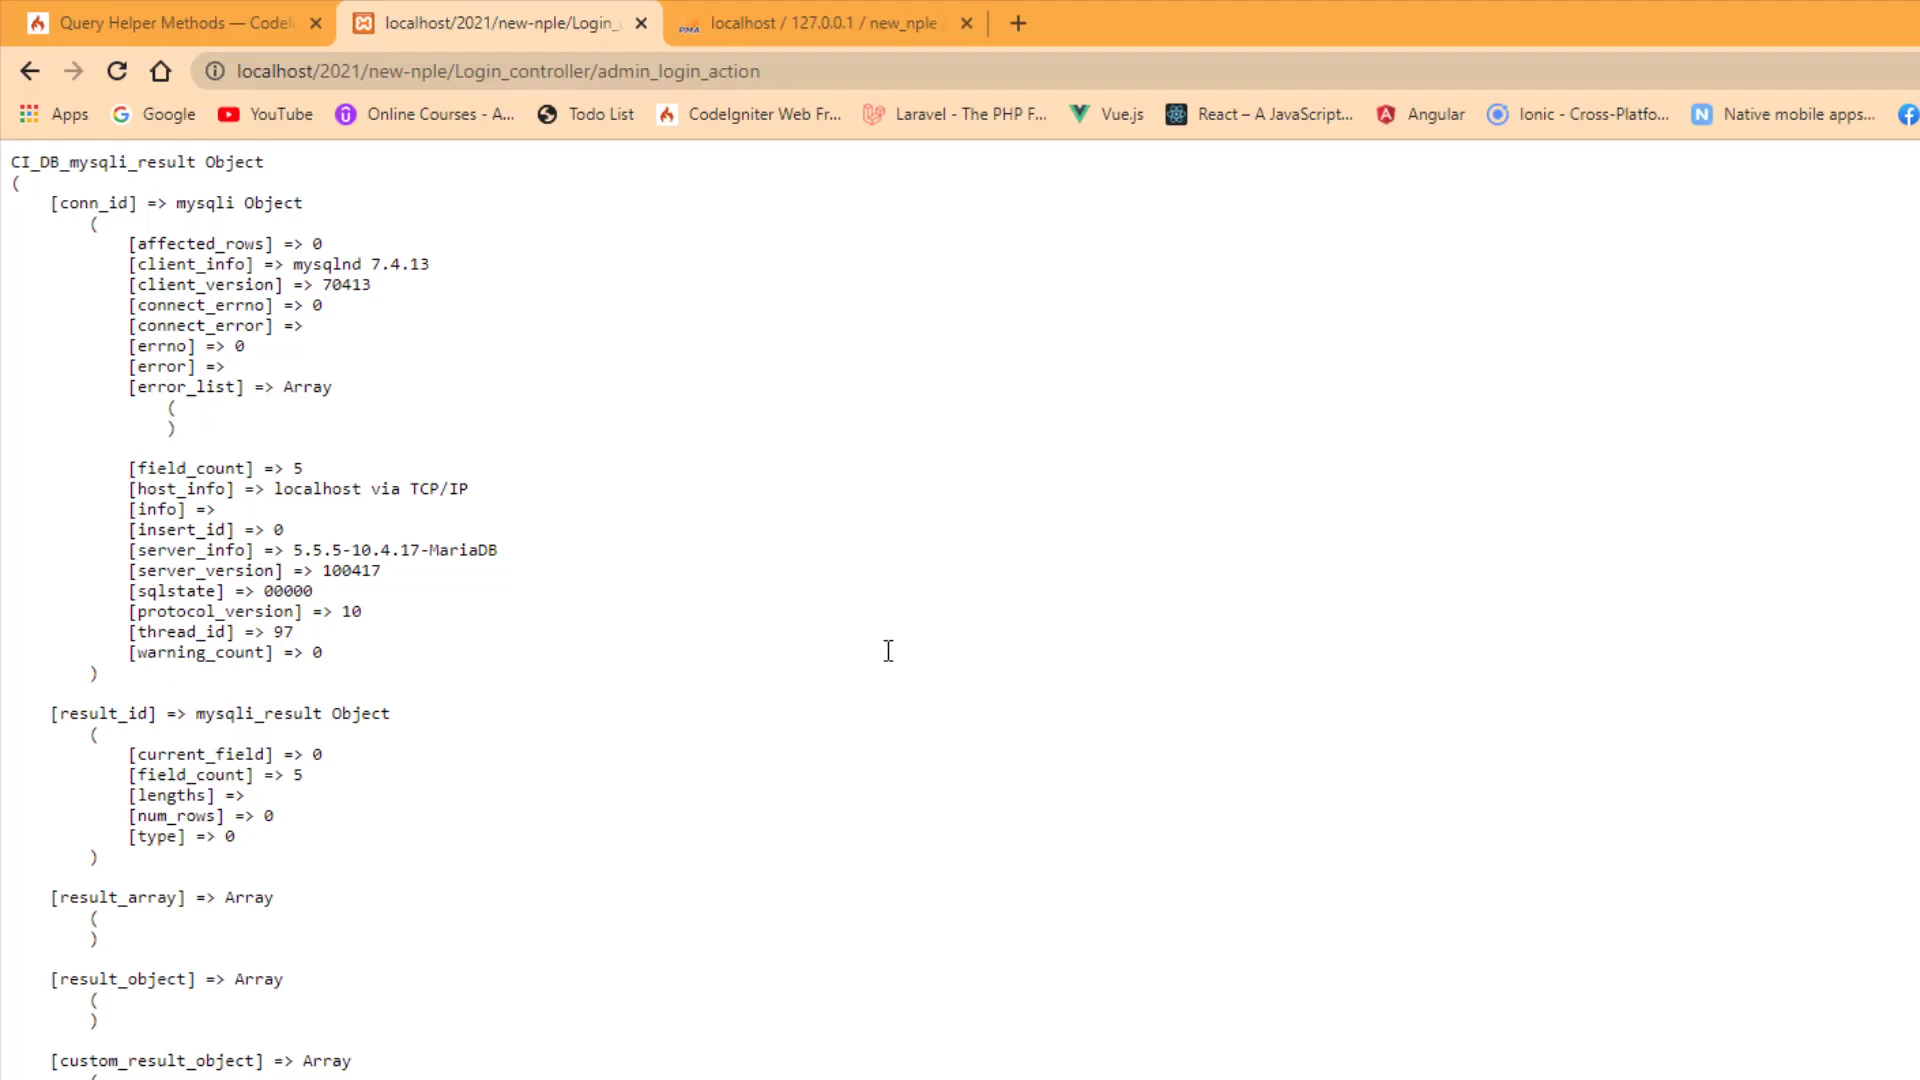 Query Helper Methods — CodeI
localhost/2021/new-nple/Login_
localhost / 127.0.0.1 / new_nple
localhost/2021/new-nple/Login_controller/admin_login_action
Apps Google YouTube Online Courses - A... Todo List CodeIgniter Web Fr... Laravel - The PHP F... Vue.js React – A JavaScript... Angular Ionic - Cross-Platfo... Native mobile apps...
CI_DB_mysqli_result Object
(
[conn_id] => mysqli Object
(
[affected_rows] => 0
[client_info] => mysqlnd 7.4.13
[client_version] => 70413
[connect_errno] => 0
[connect_error] =>
[errno] => 0
[error] =>
[error_list] => Array
(
)
[field_count] => 5
[host_info] => localhost via TCP/IP
[info] =>
[insert_id] => 0
[server_info] => 5.5.5-10.4.17-MariaDB
[server_version] => 100417
[sqlstate] => 00000
[protocol_version] => 10
[thread_id] => 97
[warning_count] => 0
)
[result_id] => mysqli_result Object
(
[current_field] => 0
[field_count] => 5
[lengths] =>
[num_rows] => 0
[type] => 0
)
[result_array] => Array
(
)
[result_object] => Array
(
)
[custom_result_object] => Array
(